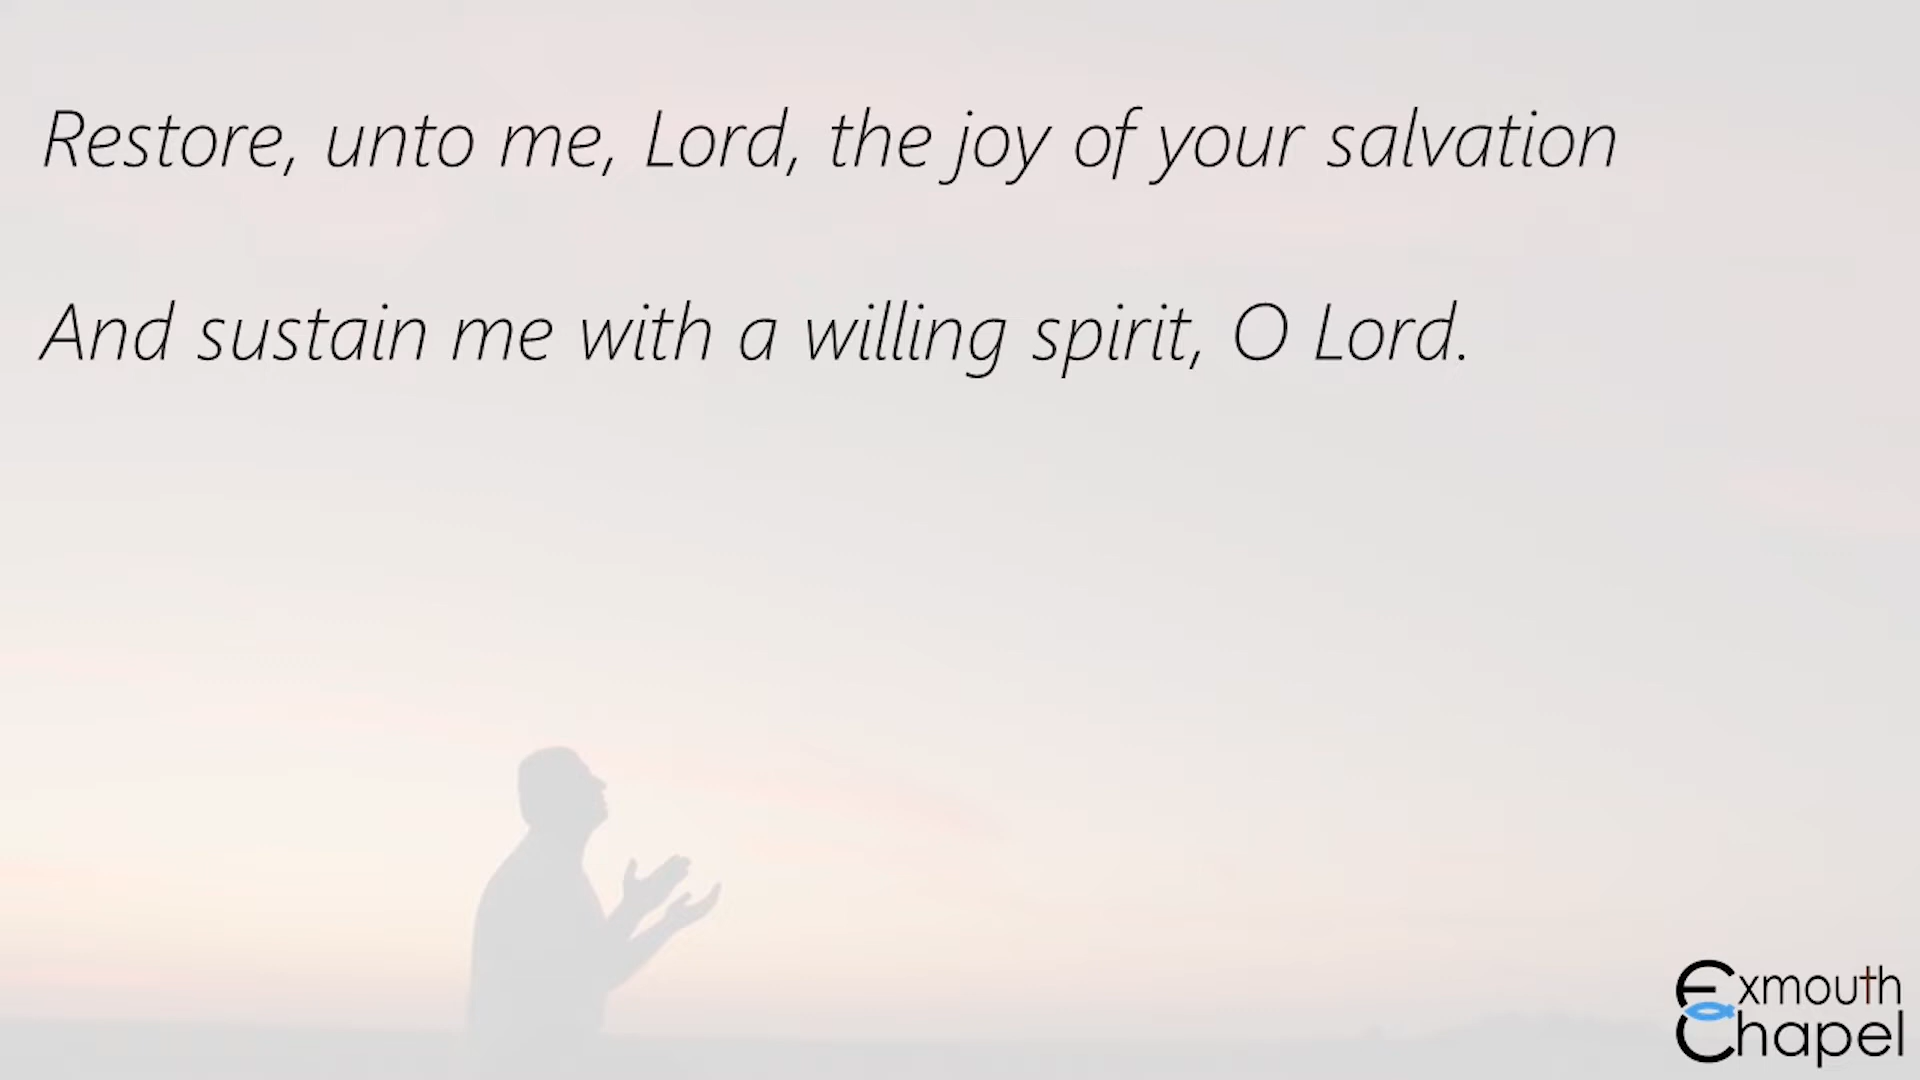 Restore, unto me, Lord, the joy of your salvation
And sustain me with a willing spirit, O Lord.
Exmouth
Chapel